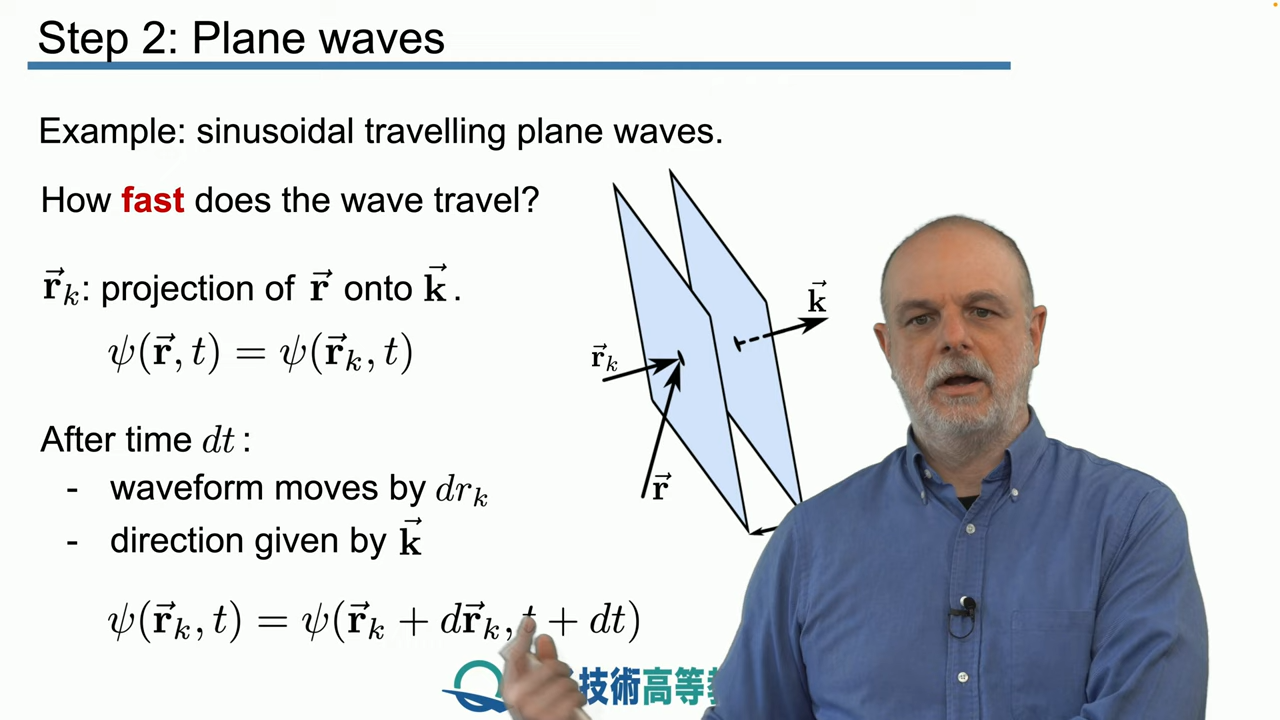 Step 2: Plane waves
Example: sinusoidal travelling plane waves.
How fast does the wave travel?
r⃗ₖ: projection of r⃗ onto k⃗.
ψ(r⃗, t) = ψ(r⃗ₖ, t)
After time dt:
- waveform moves by drₖ
- direction given by k⃗
ψ(r⃗ₖ, t) = ψ(r⃗ₖ + dr⃗ₖ, t + dt)
k⃗
r⃗ₖ
r⃗
技術高等